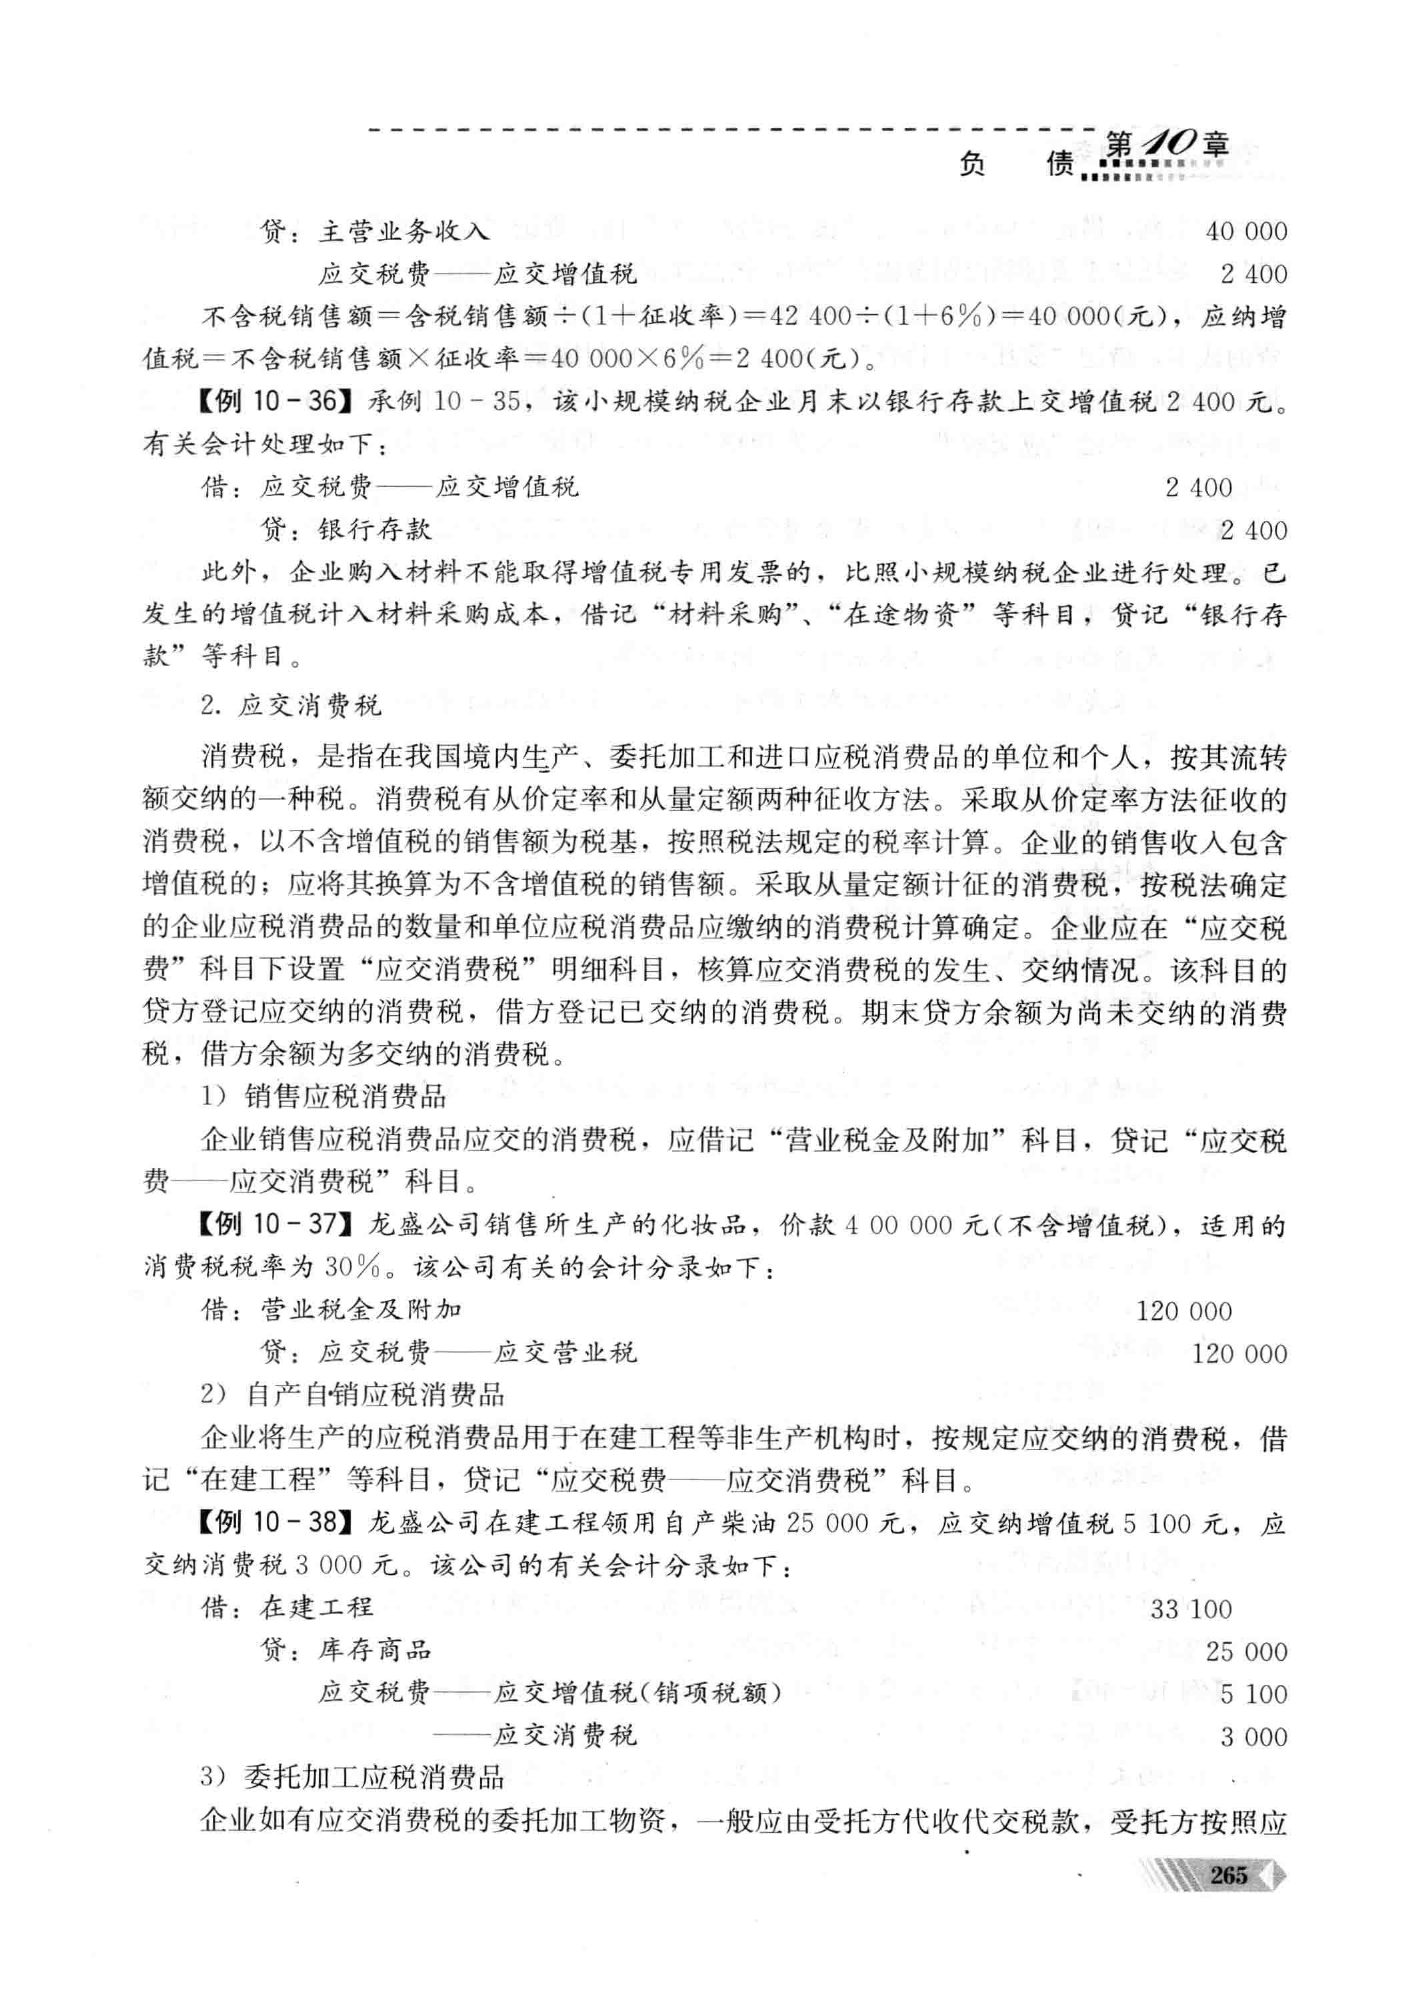 第10章
负 债
贷：主营业务收入 40 000
应交税费——应交增值税 2 400
不含税销售额＝含税销售额÷(1＋征收率)＝42 400÷(1＋6%)＝40 000(元)，应纳增
值税＝不含税销售额×征收率＝40 000×6%＝2 400(元)。
【例 10－36】承例 10－35，该小规模纳税企业月末以银行存款上交增值税 2 400 元。
有关会计处理如下：
借：应交税费——应交增值税 2 400
贷：银行存款 2 400
此外，企业购入材料不能取得增值税专用发票的，比照小规模纳税企业进行处理。已
发生的增值税计入材料采购成本，借记“材料采购”、“在途物资”等科目，贷记“银行存
款”等科目。
2. 应交消费税
消费税，是指在我国境内生产、委托加工和进口应税消费品的单位和个人，按其流转
额交纳的一种税。消费税有从价定率和从量定额两种征收方法。采取从价定率方法征收的
消费税，以不含增值税的销售额为税基，按照税法规定的税率计算。企业的销售收入包含
增值税的；应将其换算为不含增值税的销售额。采取从量定额计征的消费税，按税法确定
的企业应税消费品的数量和单位应税消费品应缴纳的消费税计算确定。企业应在“应交税
费”科目下设置“应交消费税”明细科目，核算应交消费税的发生、交纳情况。该科目的
贷方登记应交纳的消费税，借方登记已交纳的消费税。期末贷方余额为尚未交纳的消费
税，借方余额为多交纳的消费税。
1）销售应税消费品
企业销售应税消费品应交的消费税，应借记“营业税金及附加”科目，贷记“应交税
费——应交消费税”科目。
【例 10－37】龙盛公司销售所生产的化妆品，价款 4 00 000 元(不含增值税)，适用的
消费税税率为 30%。该公司有关的会计分录如下：
借：营业税金及附加 120 000
贷：应交税费——应交营业税 120 000
2）自产自销应税消费品
企业将生产的应税消费品用于在建工程等非生产机构时，按规定应交纳的消费税，借
记“在建工程”等科目，贷记“应交税费——应交消费税”科目。
【例 10－38】龙盛公司在建工程领用自产柴油 25 000 元，应交纳增值税 5 100 元，应
交纳消费税 3 000 元。该公司的有关会计分录如下：
借：在建工程 33 100
贷：库存商品 25 000
应交税费——应交增值税(销项税额) 5 100
——应交消费税 3 000
3）委托加工应税消费品
企业如有应交消费税的委托加工物资，一般应由受托方代收代交税款，受托方按照应
265